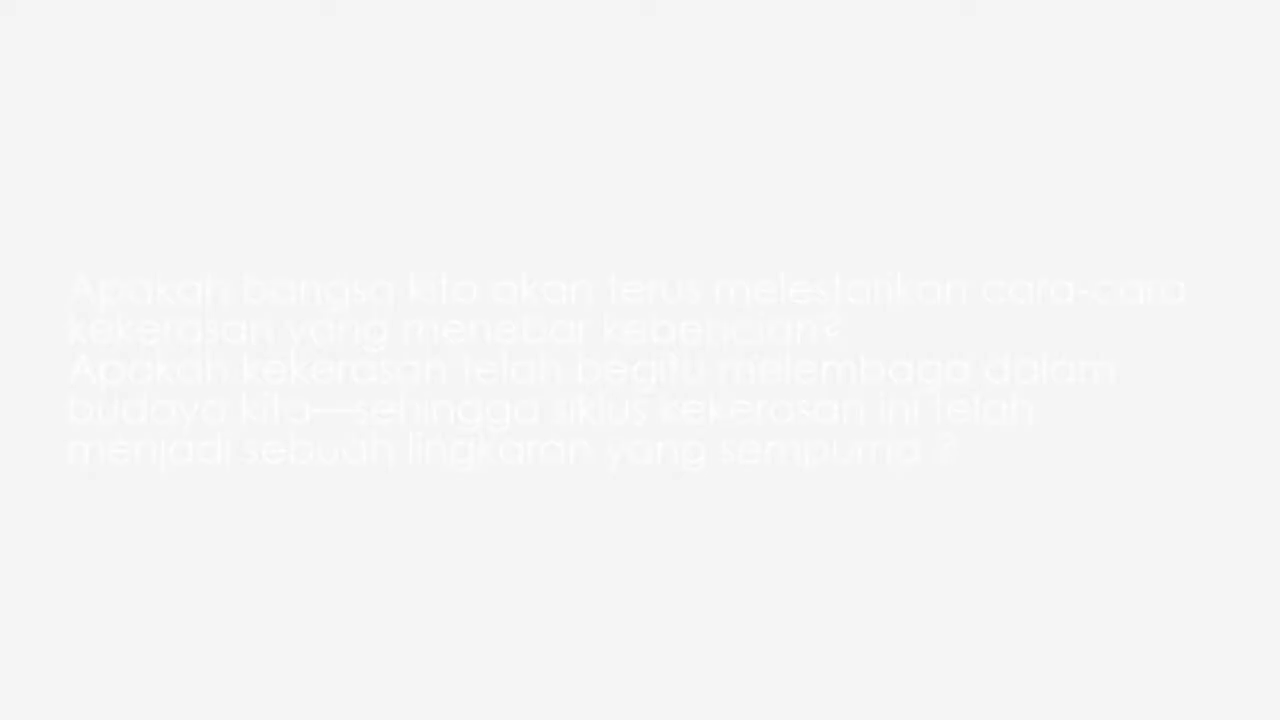 Apakah bangsa kita akan terus melestarikan cara-cara
kekerasan yang menebar kebencian?
Apakah kekerasan telah begitu melembaga dalam
budaya kita—sehingga siklus kekerasan ini telah
menjadi sebuah lingkaran yang sempurna ?